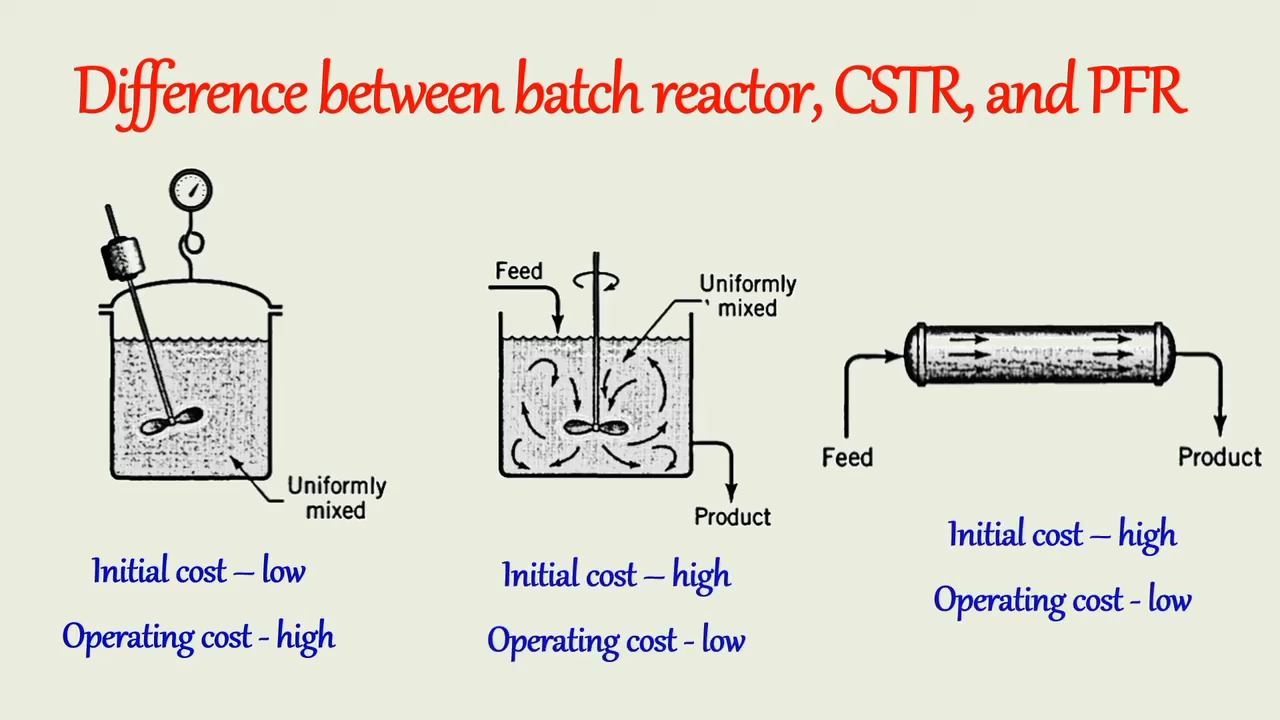 Difference between batch reactor, CSTR, and PFR
Uniformly
mixed
Initial cost – low
Operating cost - high
Feed
Uniformly
mixed
Product
Initial cost – high
Operating cost - low
Feed
Product
Initial cost – high
Operating cost - low